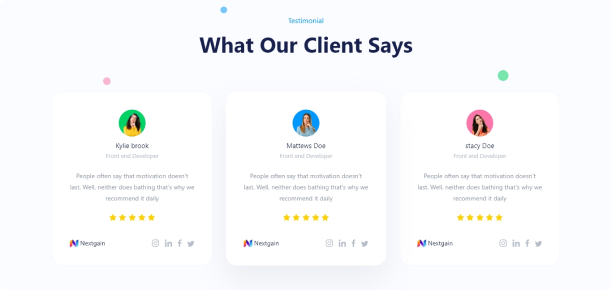 Testimonial
What Our Client Says
Kylie brook
Front end Developer
People often say that motivation doesn't
last. Well, neither does bathing that's why we
recommend it daily
Nextgain
Mattews Doe
Front end Developer
People often say that motivation doesn't
last. Well, neither does bathing that's why we
recommend it daily
Nextgain
stacy Doe
Front end Developer
People often say that motivation doesn't
last. Well, neither does bathing that's why we
recommend it daily
Nextgain